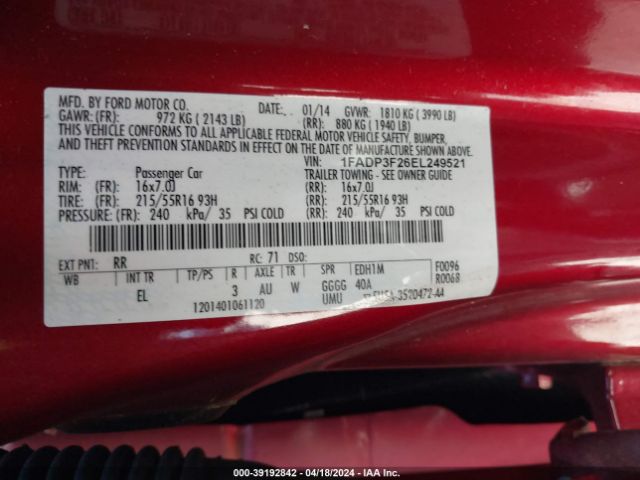 MFD. BY FORD MOTOR CO. DATE: 01/14 GVWR: 1810 KG ( 3990 LB)
GAWR: (FR): 972 KG ( 2143 LB) (RR): 880 KG ( 1940 LB)
THIS VEHICLE CONFORMS TO ALL APPLICABLE FEDERAL MOTOR VEHICLE SAFETY, BUMPER,
AND THEFT PREVENTION STANDARDS IN EFFECT ON THE DATE OF MANUFACTURE SHOWN ABOVE.
VIN: 1FADP3F26EL249521
TYPE: Passenger Car TRAILER TOWING - SEE OWNER GUIDE
RIM: (FR) 16x7.0J (RR): 16x7.0J
TIRE: (FR) 215/55R16 93H (RR): 215/55R16 93H
PRESSURE: (FR) 240 kPa/ 35 PSI COLD (RR): 240 kPa/ 35 PSI COLD
EXT PNT: RR RC: 71 DSO:
WB INT TR TP/PS R AXLE TR SPR EDH1M F0096
EL 3 AU W GGGG 40A R0068
1201401061120 UMU
000-39192842 - 04/18/2024 - IAA Inc.